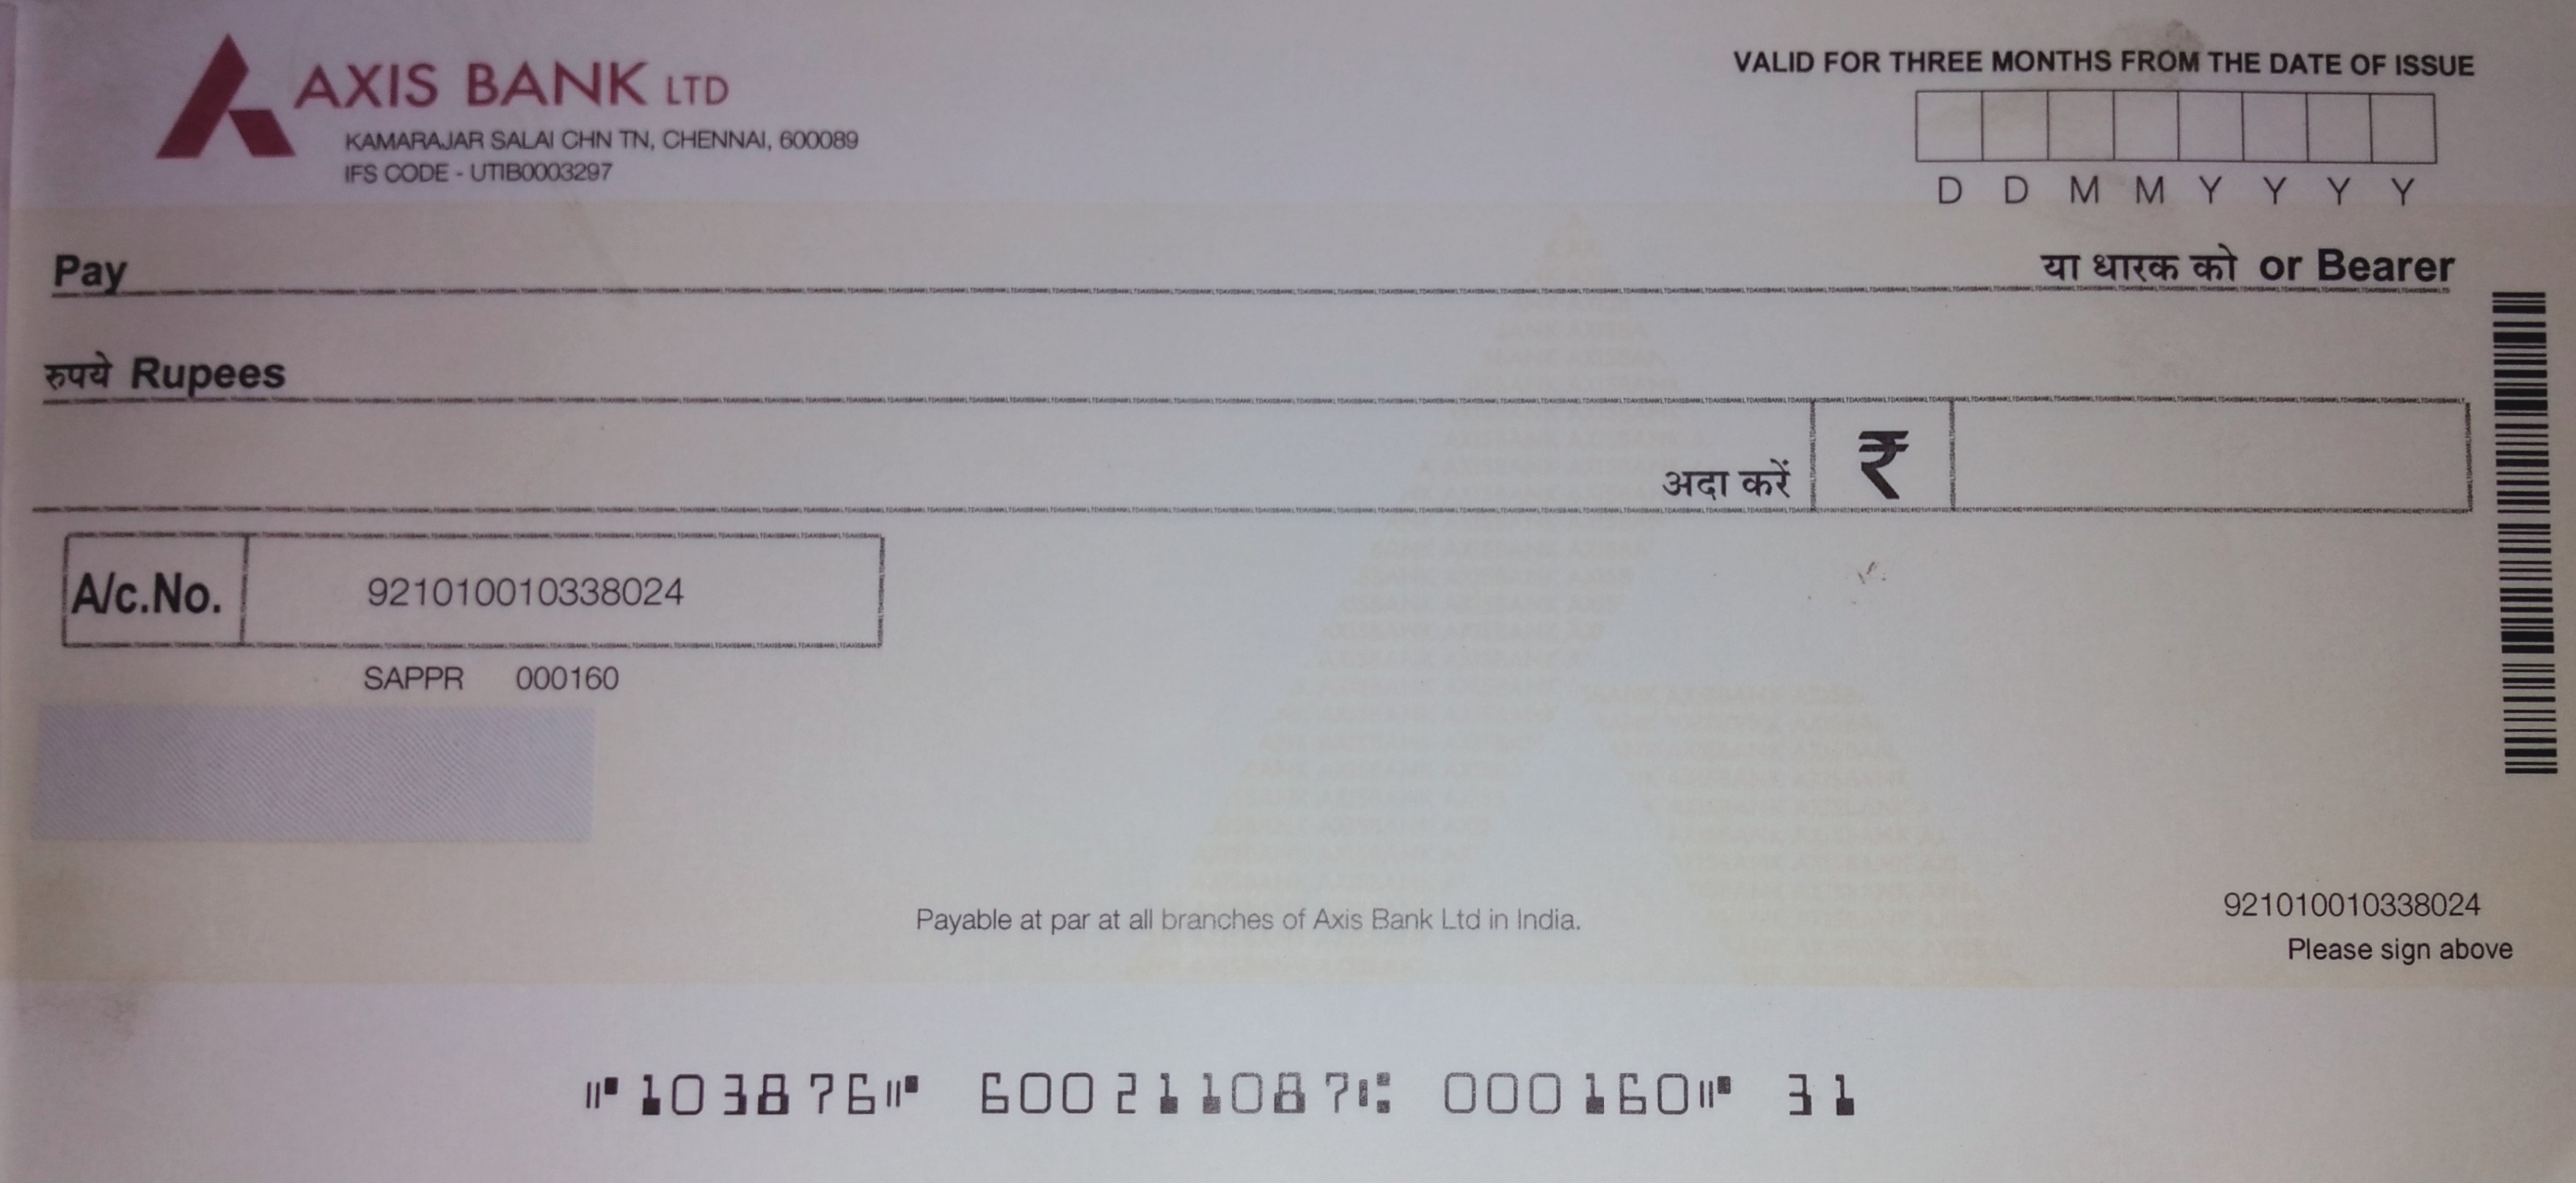 AXIS BANK LTD
KAMARAJAR SALAI CHN TN, CHENNAI, 600089
IFS CODE - UTIB0003297
VALID FOR THREE MONTHS FROM THE DATE OF ISSUE
D D M M Y Y Y Y
Pay या धारक को or Bearer
रुपये Rupees
अदा करें ₹
A/c.No. 921010010338024
SAPPR 000160
Payable at par at all branches of Axis Bank Ltd in India.
921010010338024
Please sign above
⑈103876⑈ 600211087⑆ 000160⑈ 31